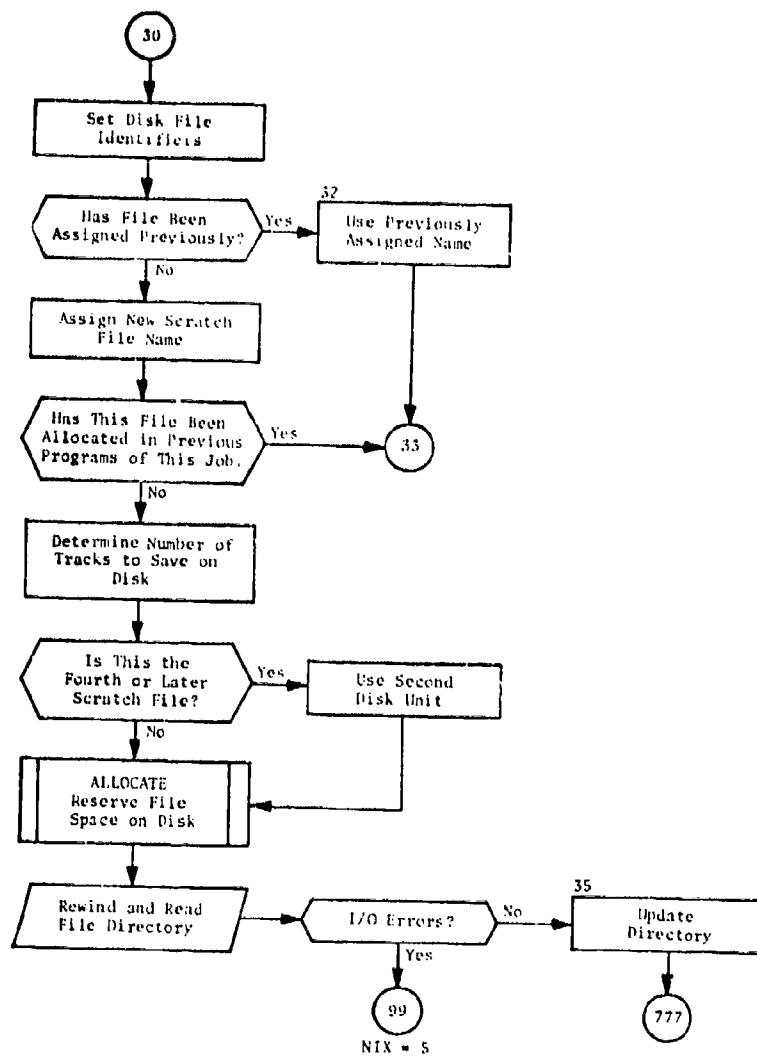 30
Set Disk File
Identifiers
Has File Been
Assigned Previously?
Yes
32
Use Previously
Assigned Name
No
Assign New Scratch
File Name
Has This File Been
Allocated in Previous
Programs of This Job.
Yes
33
No
Determine Number of
Tracks to Save on
Disk
Is This the
Fourth or Later
Scratch File?
Yes
Use Second
Disk Unit
No
ALLOCATE
Reserve File
Space on Disk
Rewind and Read
File Directory
I/O Errors?
No
35
Update
Directory
Yes
99
NIX = 5
777